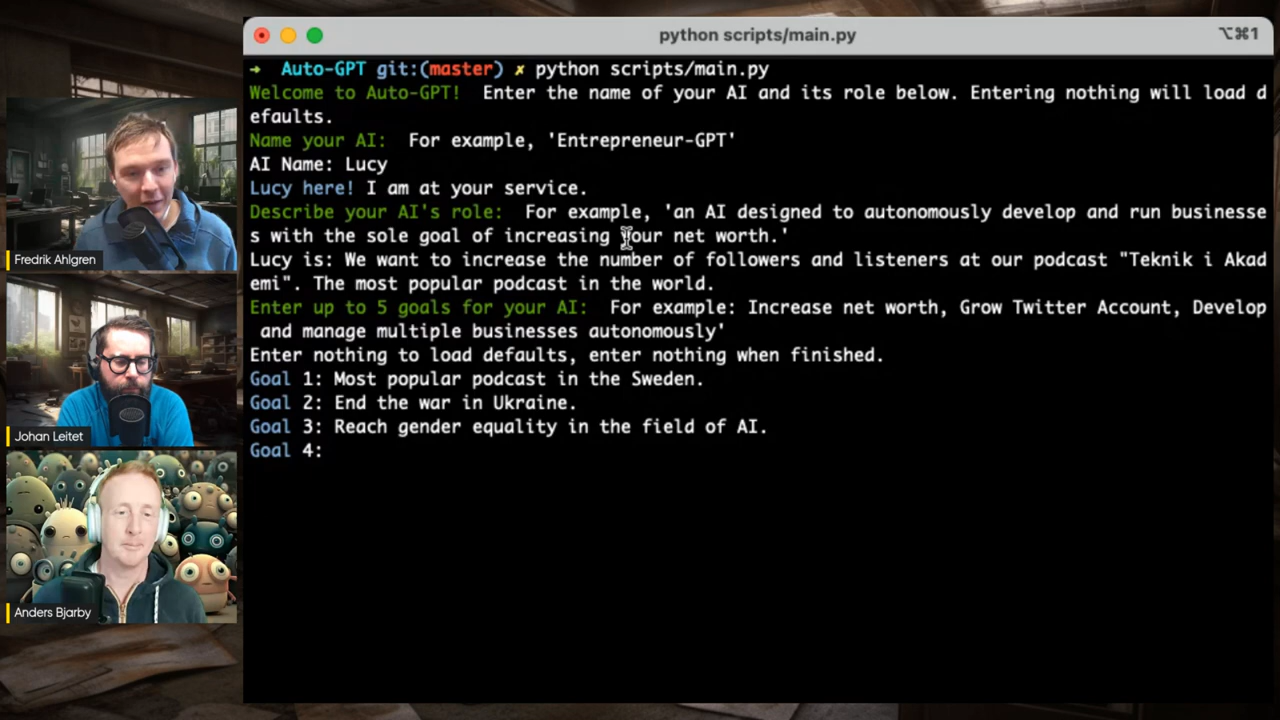 python scripts/main.py
⌥⌘1
→ Auto-GPT git:(master) ✗ python scripts/main.py
Welcome to Auto-GPT!  Enter the name of your AI and its role below. Entering nothing will load d
efaults.
Name your AI:  For example, 'Entrepreneur-GPT'
AI Name: Lucy
Lucy here! I am at your service.
Describe your AI's role:  For example, 'an AI designed to autonomously develop and run businesse
s with the sole goal of increasing your net worth.'
Lucy is: We want to increase the number of followers and listeners at our podcast "Teknik i Akad
emi". The most popular podcast in the world.
Enter up to 5 goals for your AI:  For example: Increase net worth, Grow Twitter Account, Develop
 and manage multiple businesses autonomously'
Enter nothing to load defaults, enter nothing when finished.
Goal 1: Most popular podcast in the Sweden.
Goal 2: End the war in Ukraine.
Goal 3: Reach gender equality in the field of AI.
Goal 4:
Fredrik Ahlgren
Johan Leitet
Anders Bjarby